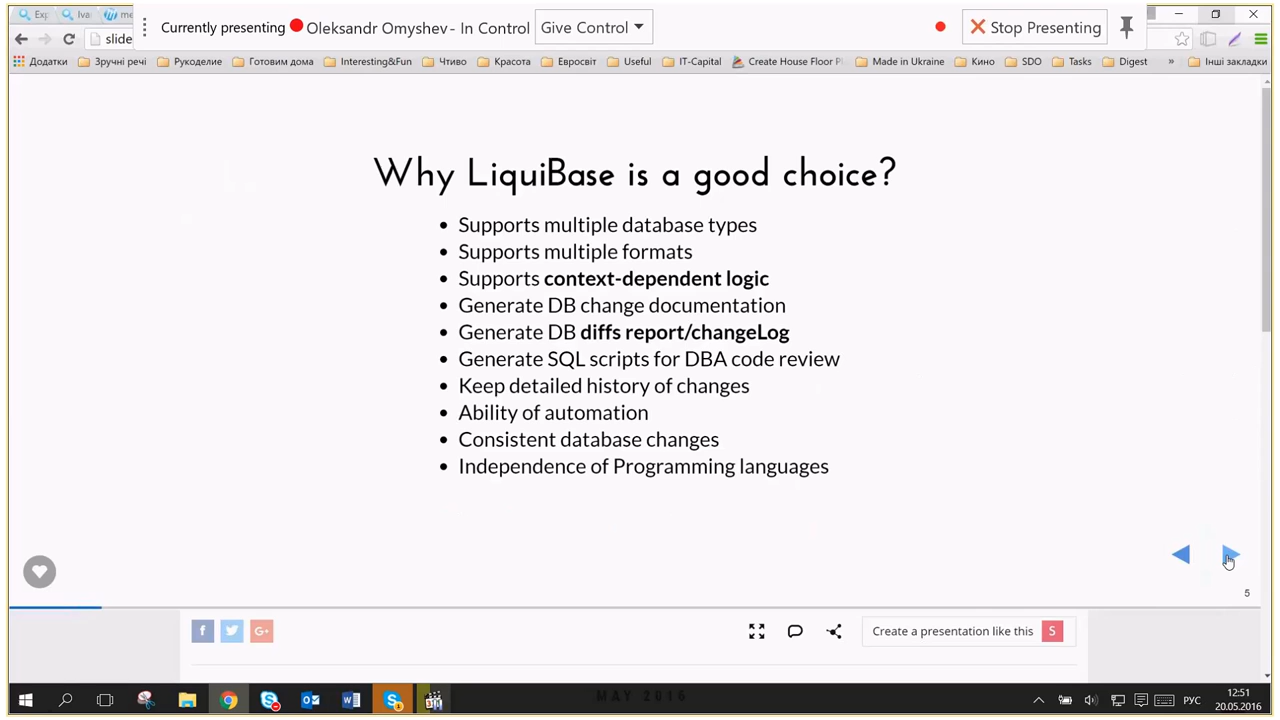 Exp
Iva
me
Currently presenting Oleksandr Omyshev - In Control Give Control Stop Presenting
slide
Додатки Зручні речі Рукоделие Готовим дома Interesting&Fun Чтиво Красота Евросвіт Useful IT-Capital Create House Floor Pl Made in Ukraine Кино SDO Tasks Digest » Інші закладки
Why LiquiBase is a good choice?
• Supports multiple database types
• Supports multiple formats
• Supports context-dependent logic
• Generate DB change documentation
• Generate DB diffs report/changeLog
• Generate SQL scripts for DBA code review
• Keep detailed history of changes
• Ability of automation
• Consistent database changes
• Independence of Programming languages
5
Create a presentation like this S
MAY 2016
РУС
12:51
20.05.2016